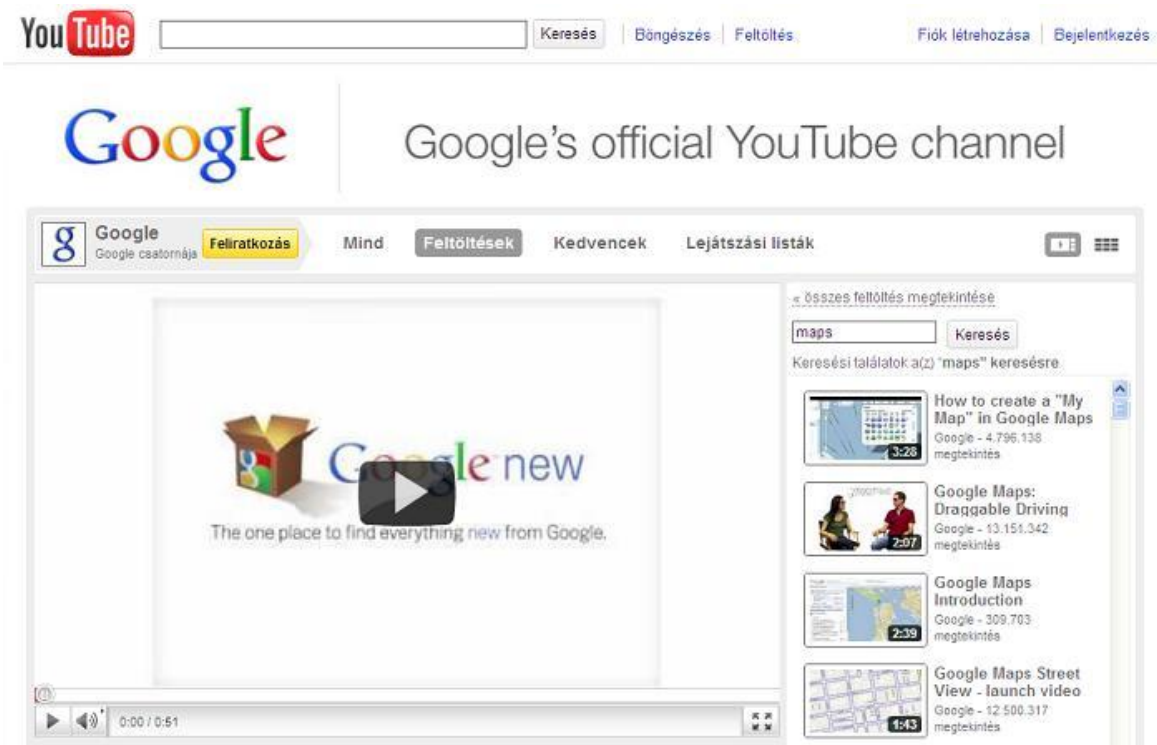 You Tube
Keresés
Böngészés
Feltöltés
Fiók létrehozása
Bejelentkezés
Google
Google's official YouTube channel
g
Google
Google csatornája
Feliratkozás
Mind
Feltöltések
Kedvencek
Lejátszási listák
Google new
The one place to find everything new from Google.
0:00 / 0:51
« összes feltöltés megtekintése
maps
Keresés
Keresési találatok a(z) "maps" keresésre
How to create a "My
Map" in Google Maps
Google - 4.796.138
megtekintés
3:28
Google Maps:
Draggable Driving
Google - 13.151.342
megtekintés
2:07
Google Maps
Introduction
Google - 309.703
megtekintés
2:39
Google Maps Street
View - launch video
Google - 12.500.317
megtekintés
1:43